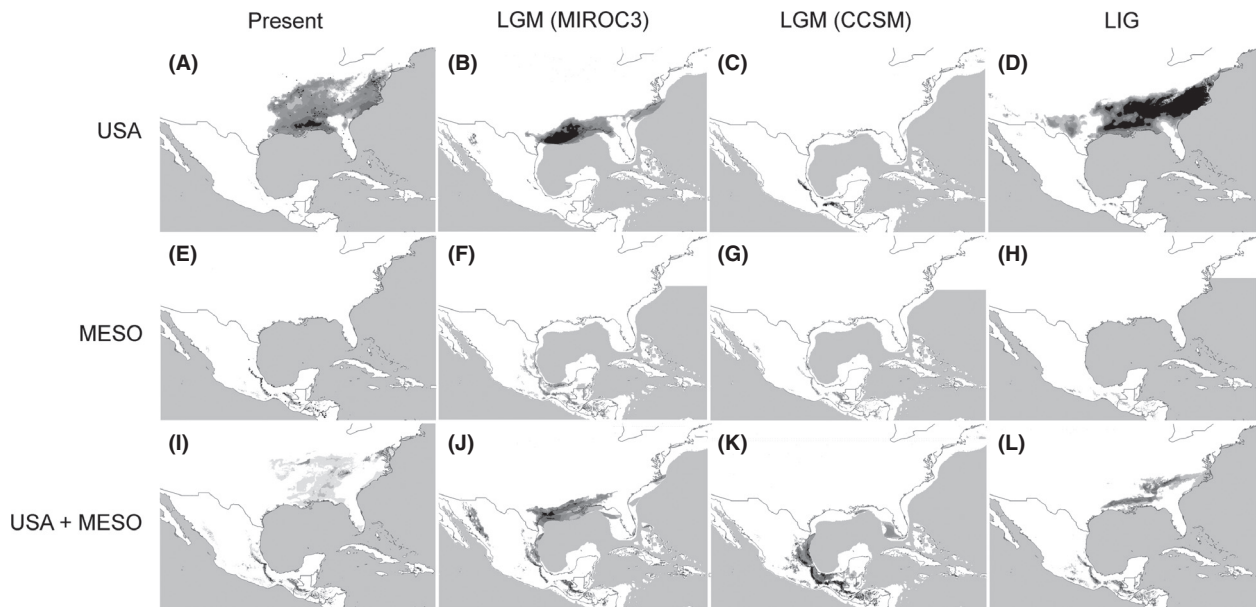 Present LGM (MIROC3) LGM (CCSM) LIG
(A) (B) (C) (D)
USA
(E) (F) (G) (H)
MESO
(I) (J) (K) (L)
USA + MESO